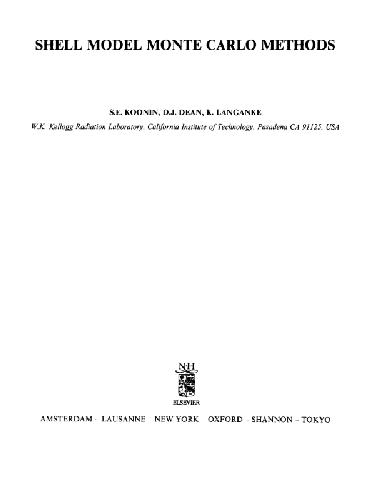 SHELL MODEL MONTE CARLO METHODS
S.E. KOONIN, D.J. DEAN, K. LANGANKE
W.K. Kellogg Radiation Laboratory, California Institute of Technology, Pasadena CA 91125, USA
NH
ELSEVIER
AMSTERDAM – LAUSANNE – NEW YORK – OXFORD – SHANNON – TOKYO